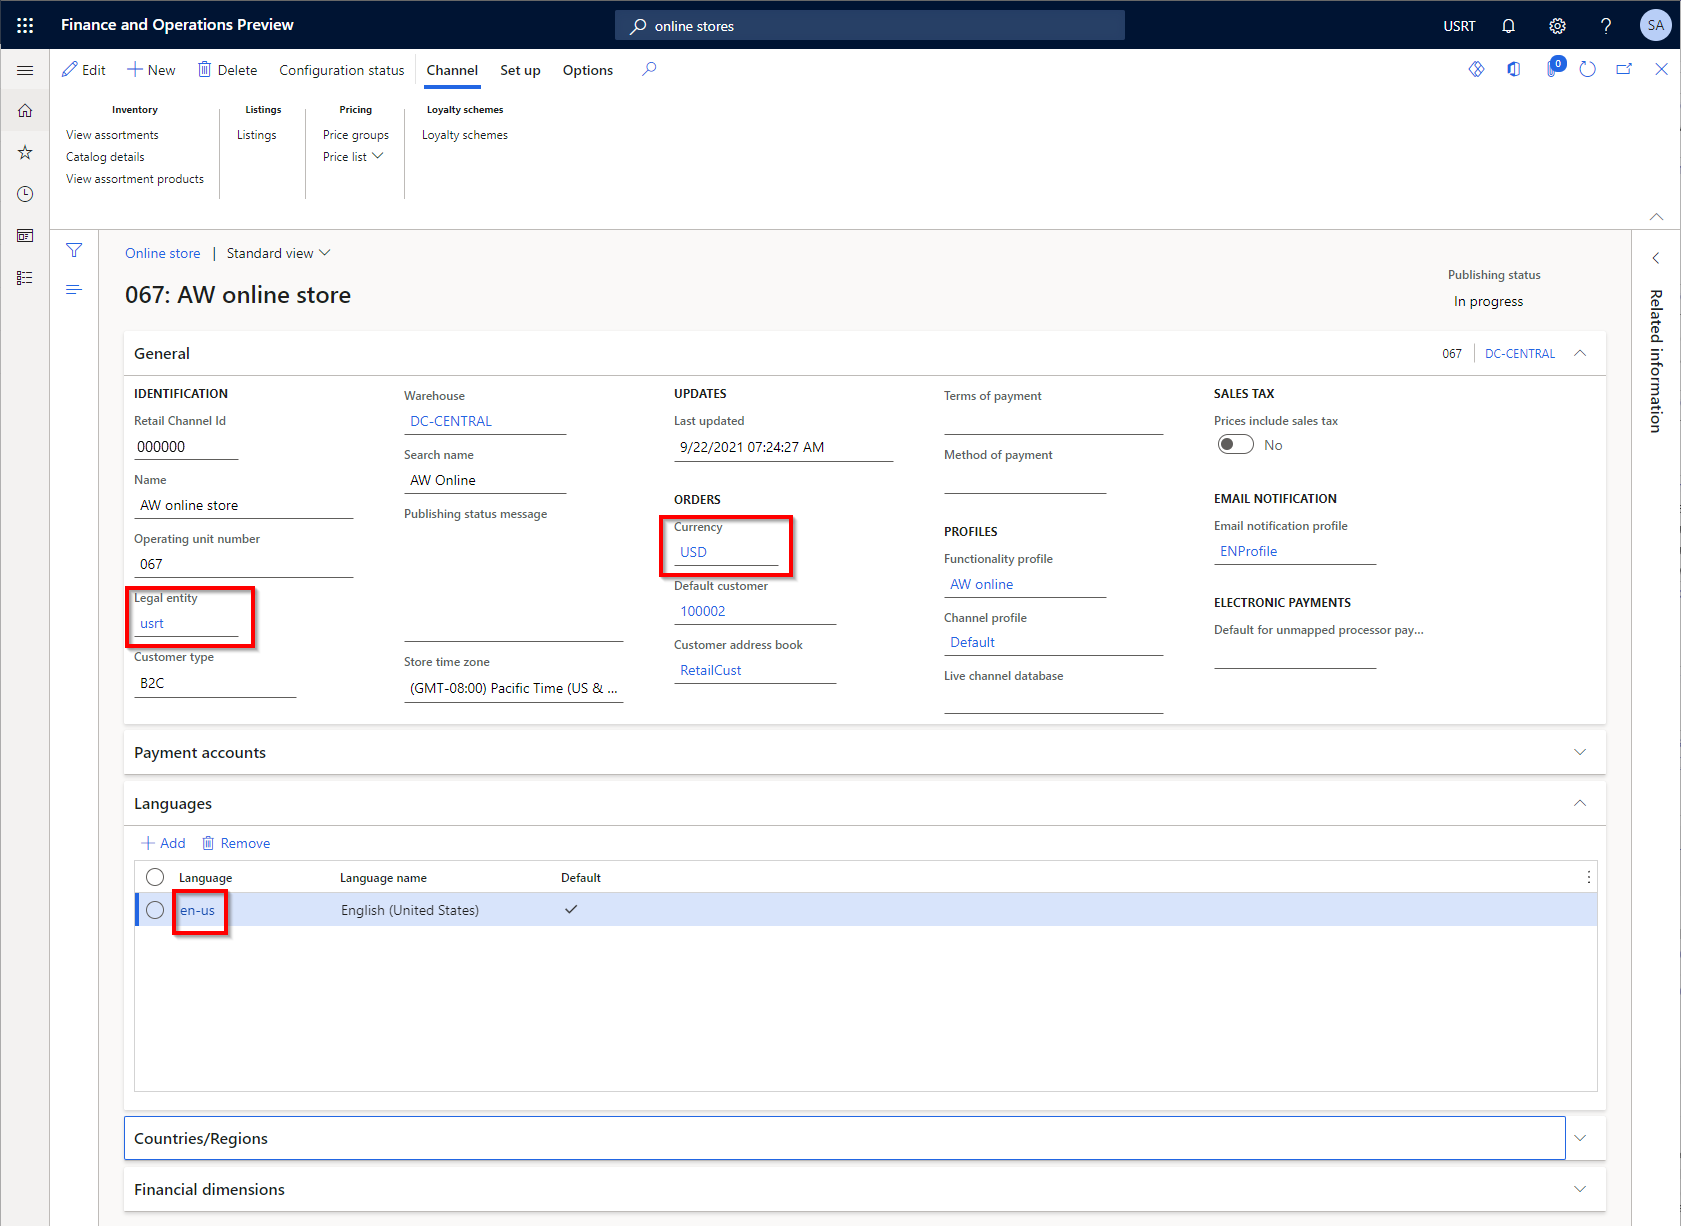 Finance and Operations Preview
online stores
USRT
?
SA
Edit
New
Delete
Configuration status
Channel
Set up
Options
0
Inventory
View assortments
Catalog details
View assortment products
Listings
Listings
Pricing
Price groups
Price list
Loyalty schemes
Loyalty schemes
Online store | Standard view
067: AW online store
Publishing status
In progress
Related information
General
067
DC-CENTRAL
IDENTIFICATION
Retail Channel Id
000000
Name
AW online store
Operating unit number
067
Legal entity
usrt
Customer type
B2C
Warehouse
DC-CENTRAL
Search name
AW Online
Publishing status message
Store time zone
(GMT-08:00) Pacific Time (US & ...
UPDATES
Last updated
9/22/2021 07:24:27 AM
ORDERS
Currency
USD
Default customer
100002
Customer address book
RetailCust
Terms of payment
Method of payment
PROFILES
Functionality profile
AW online
Channel profile
Default
Live channel database
SALES TAX
Prices include sales tax
No
EMAIL NOTIFICATION
Email notification profile
ENProfile
ELECTRONIC PAYMENTS
Default for unmapped processor pay...
Payment accounts
Languages
Add
Remove
Language
Language name
Default
en-us
English (United States)
Countries/Regions
Financial dimensions